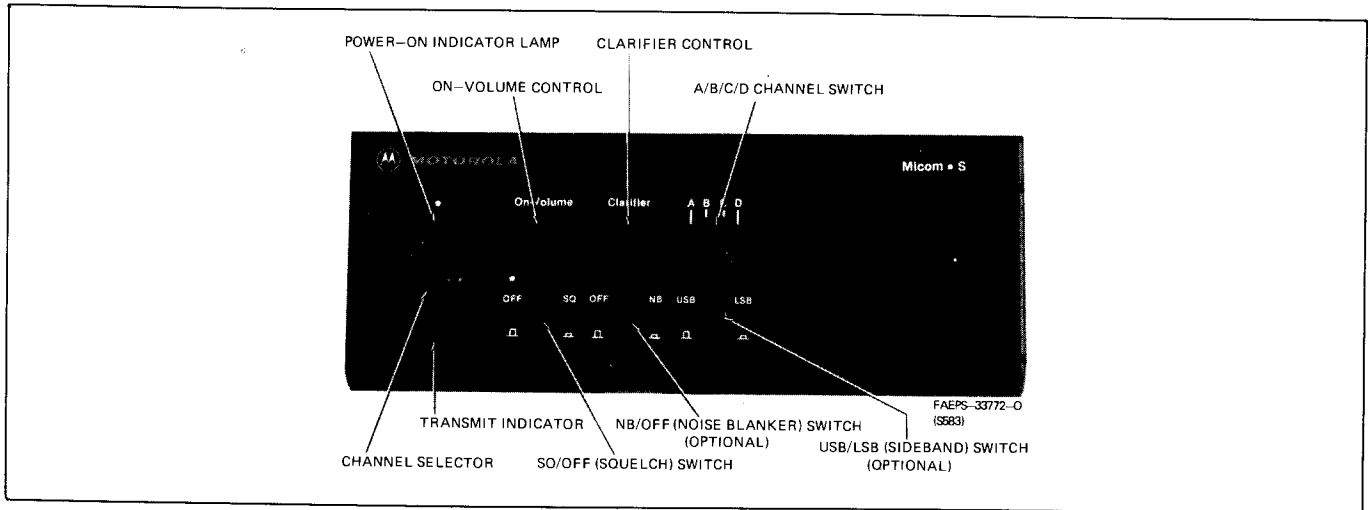 POWER–ON INDICATOR LAMP
CLARIFIER CONTROL
ON–VOLUME CONTROL
A/B/C/D CHANNEL SWITCH
MOTOROLA
Micom • S
On-Volume
Clarifier
A B C D
OFF
SQ
OFF
NB
USB
LSB
FAEPS-33772-O
(S583)
TRANSMIT INDICATOR
NB/OFF (NOISE BLANKER) SWITCH
(OPTIONAL)
USB/LSB (SIDEBAND) SWITCH
(OPTIONAL)
CHANNEL SELECTOR
SQ/OFF (SQUELCH) SWITCH